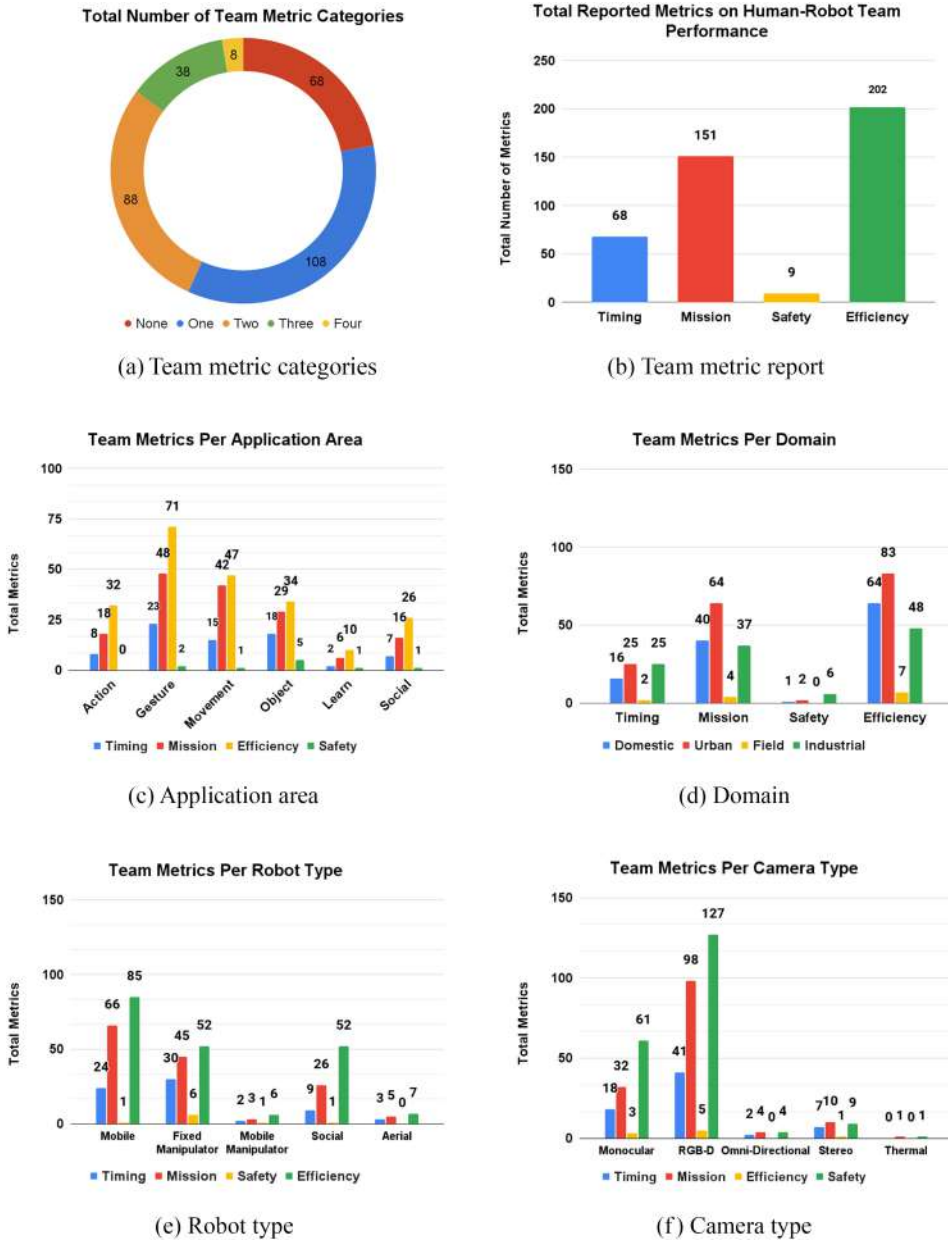 Total Number of Team Metric Categories
8
38
68
88
108
None One Two Three Four
(a) Team metric categories
Total Reported Metrics on Human-Robot Team
Performance
Total Number of Metrics
250
200
150
100
50
0
68
151
9
202
Timing Mission Safety Efficiency
(b) Team metric report
Team Metrics Per Application Area
Total Metrics
100
75
50
25
0
8 18 32 0
23 48 71 2
15 42 47 1
18 29 34 5
2 6 10 1
7 16 26 1
Action Gesture Movement Object Learn Social
Timing Mission Efficiency Safety
(c) Application area
Team Metrics Per Domain
Total Metrics
150
100
50
0
16 25 2 25
40 64 4 37
1 2 0 6
64 83 7 48
Timing Mission Safety Efficiency
Domestic Urban Field Industrial
(d) Domain
Team Metrics Per Robot Type
Total Metrics
150
100
50
0
24 66 1 85
30 45 6 52
2 3 1 6
9 26 1 52
3 5 0 7
Mobile Fixed Mobile Social Aerial
Manipulator Manipulator
Timing Mission Safety Efficiency
(e) Robot type
Team Metrics Per Camera Type
Total Metrics
150
100
50
0
18 32 3 61
41 98 5 127
2 4 0 4
7 10 1 9
0 1 0 1
Monocular RGB-D Omni-Directional Stereo Thermal
Timing Mission Efficiency Safety
(f) Camera type